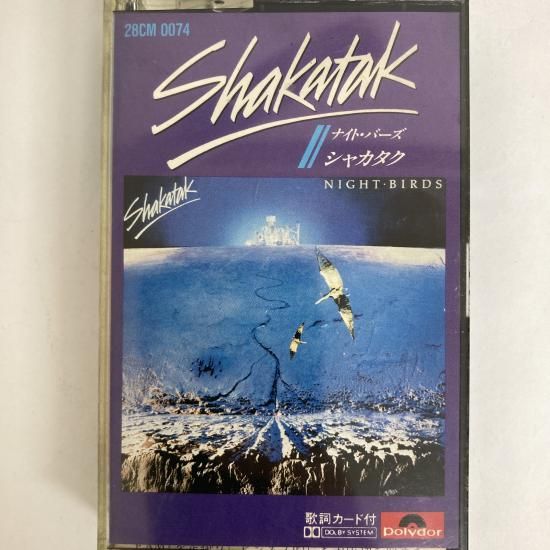 28CM 0074
Shakatak
ナイト・バーズ
シャカタク
Shakatak
NIGHT・BIRDS
歌詞カード付
DOLBY SYSTEM
polydor